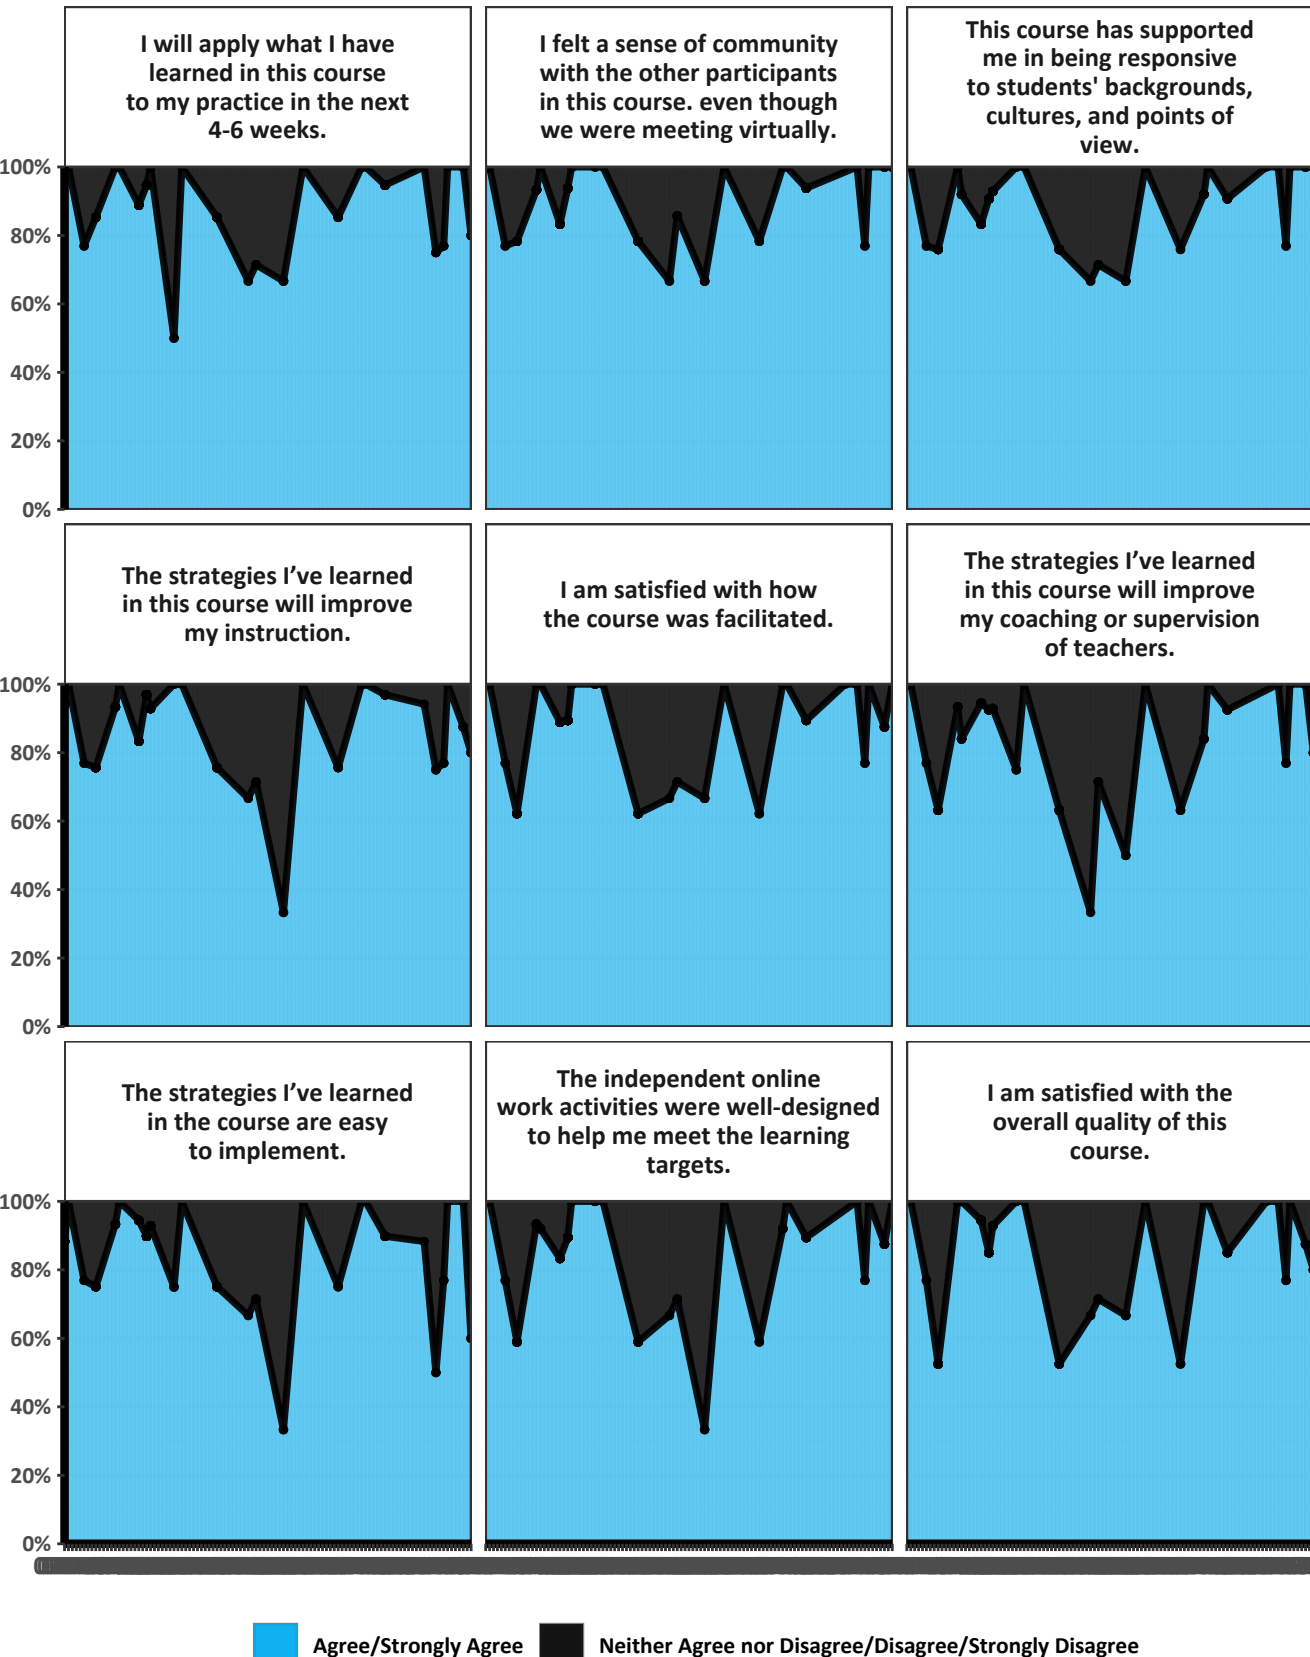 I will apply what I have
learned in this course
to my practice in the next
4-6 weeks.
I felt a sense of community
with the other participants
in this course. even though
we were meeting virtually.
This course has supported
me in being responsive
to students' backgrounds,
cultures, and points of
view.
100%
80%
60%
40%
20%
0%
The strategies I’ve learned
in this course will improve
my instruction.
I am satisfied with how
the course was facilitated.
The strategies I’ve learned
in this course will improve
my coaching or supervision
of teachers.
100%
80%
60%
40%
20%
0%
The strategies I’ve learned
in the course are easy
to implement.
The independent online
work activities were well-designed
to help me meet the learning
targets.
I am satisfied with the
overall quality of this
course.
100%
80%
60%
40%
20%
0%
Agree/Strongly Agree
Neither Agree nor Disagree/Disagree/Strongly Disagree